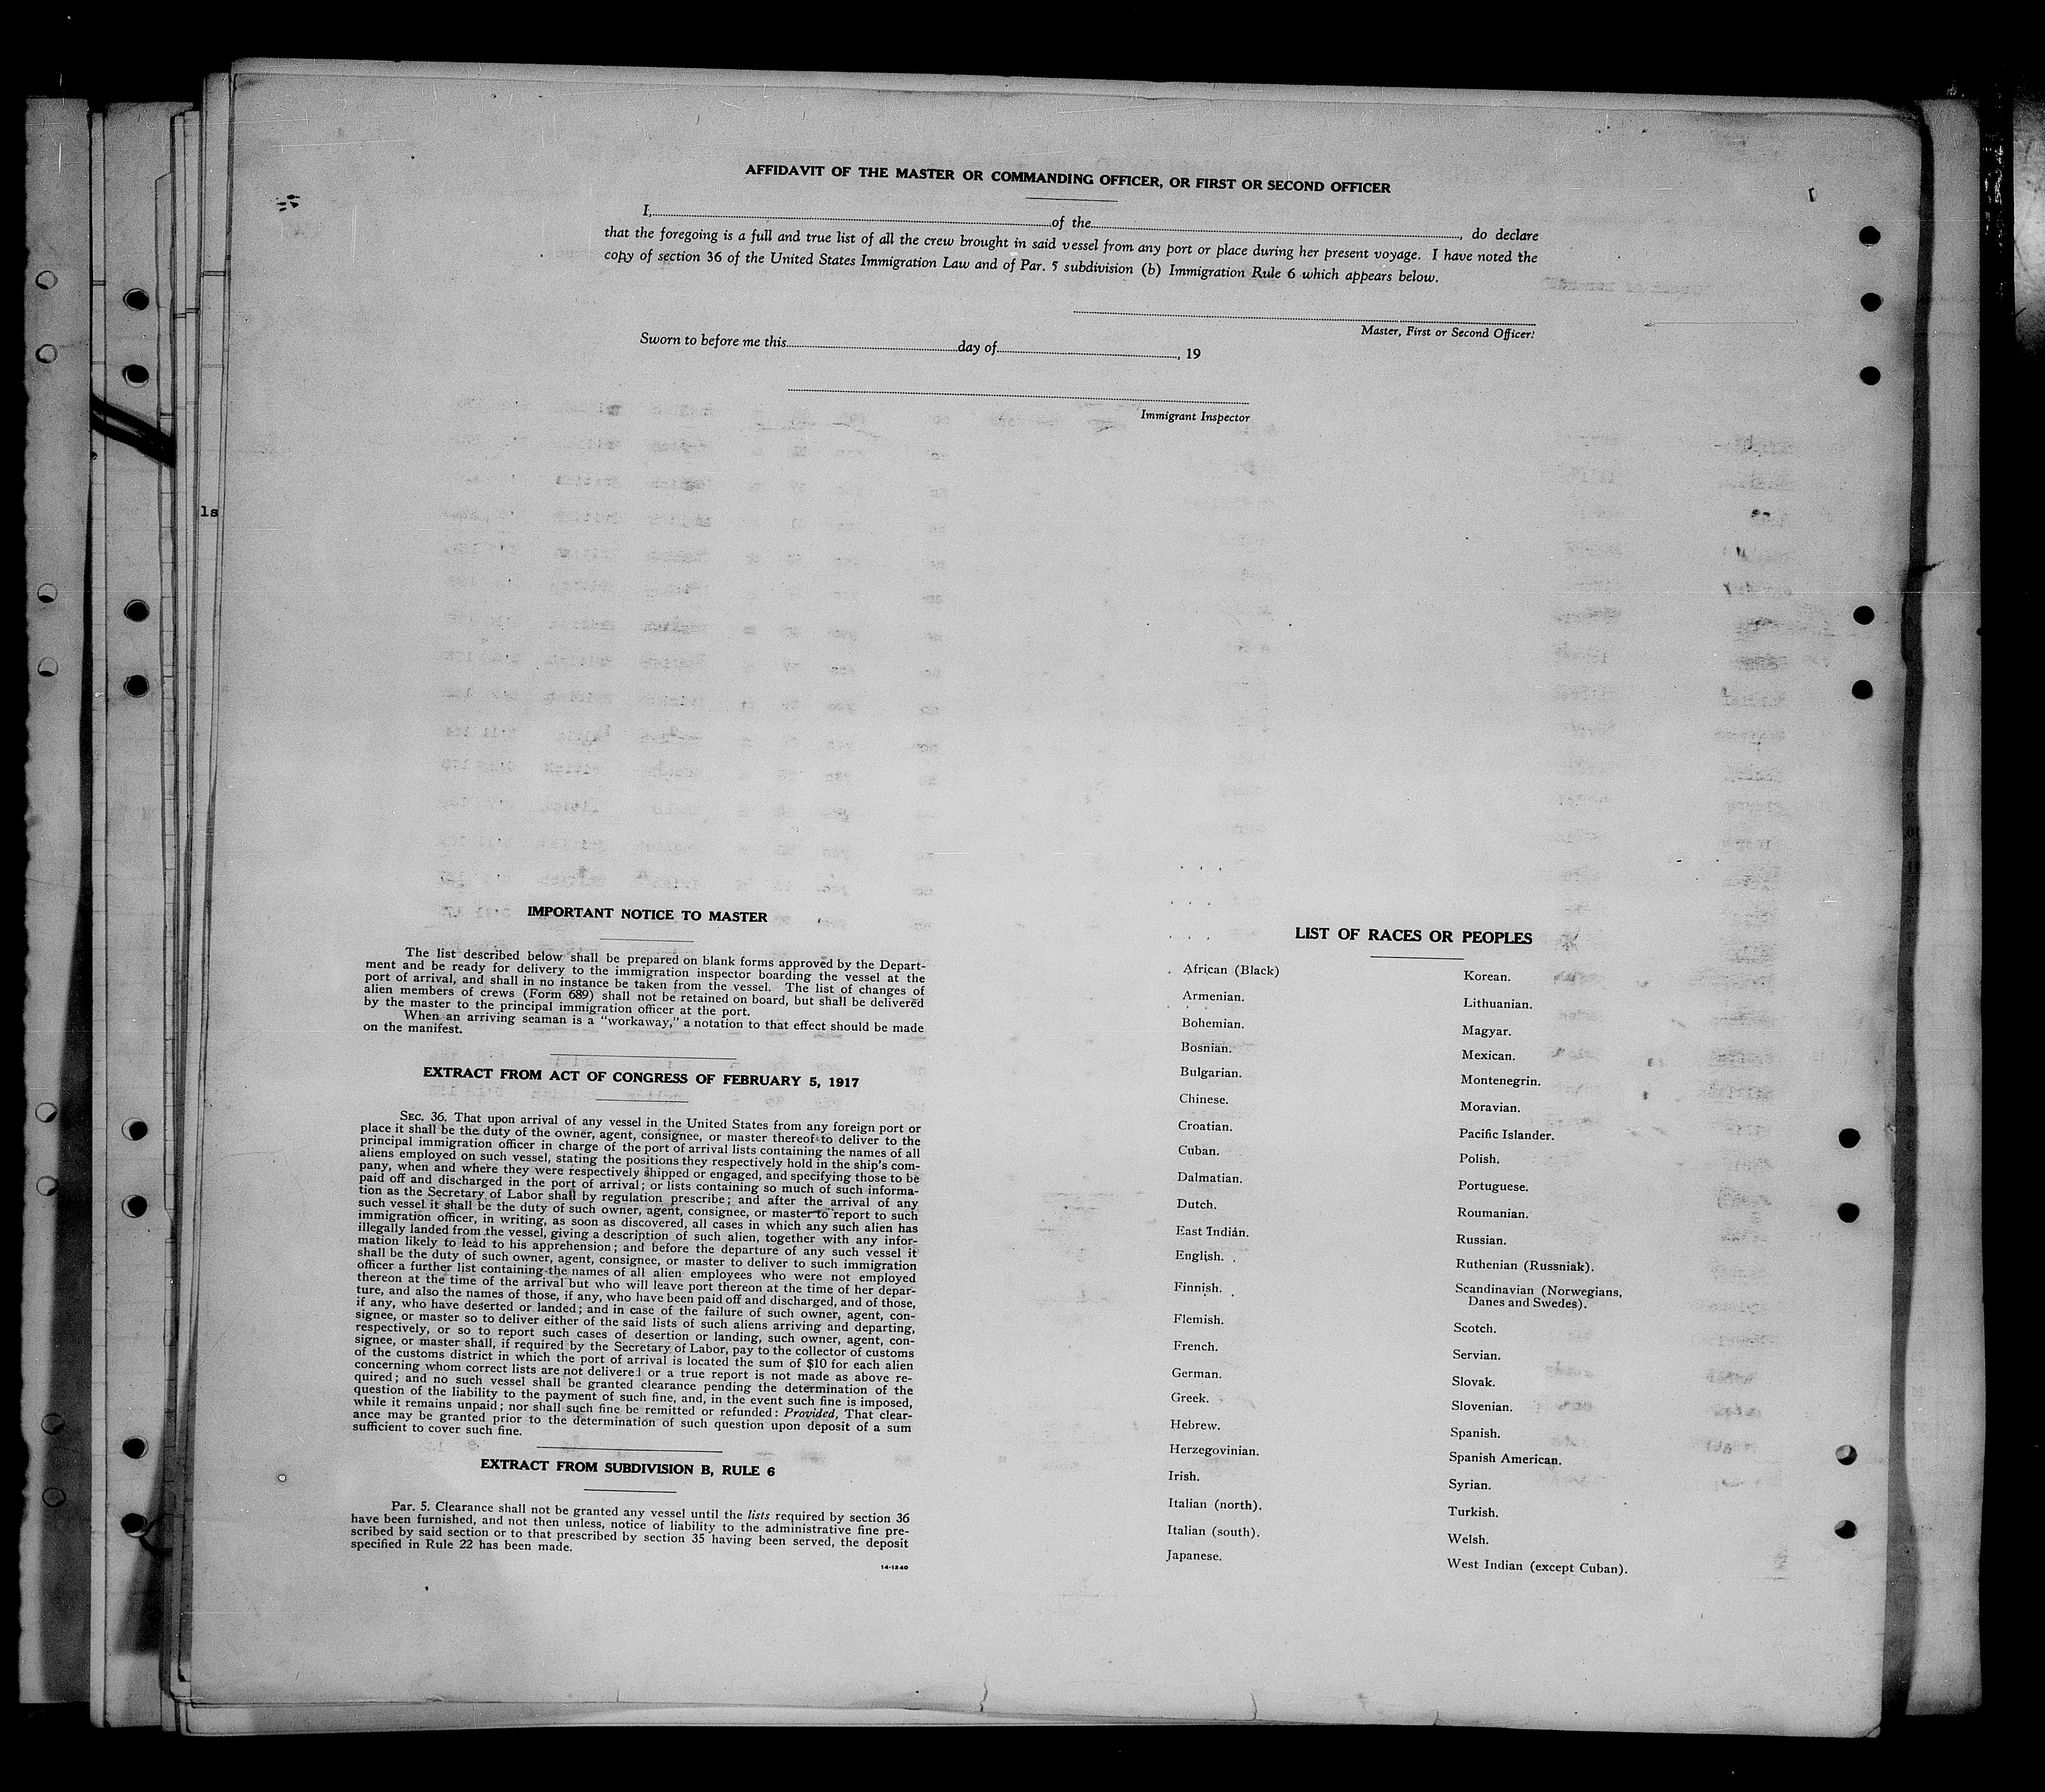 AFFIDAVIT OF THE MASTER OR COMMANDING OFFICER, OR FIRST OR SECOND OFFICER
I, of the , do declare
that the foregoing is a full and true list of all the crew brought in said vessel from any port or place during her present voyage. I have noted the
copy of section 36 of the United States Immigration Law and of Par. 5 subdivision (b) Immigration Rule 6 which appears below.
Master, First or Second Officer.
Sworn to before me this day of , 19
Immigrant Inspector
ls
IMPORTANT NOTICE TO MASTER
The list described below shall be prepared on blank forms approved by the Depart-
ment and be ready for delivery to the immigration inspector boarding the vessel at the
port of arrival, and shall in no instance be taken from the vessel. The list of changes of
alien members of crews (Form 689) shall not be retained on board, but shall be delivered
by the master to the principal immigration officer at the port.
When an arriving seaman is a "workaway," a notation to that effect should be made
on the manifest.
EXTRACT FROM ACT OF CONGRESS OF FEBRUARY 5, 1917
SEC. 36. That upon arrival of any vessel in the United States from any foreign port or
place it shall be the duty of the owner, agent, consignee, or master thereof to deliver to the
principal immigration officer in charge of the port of arrival lists containing the names of all
aliens employed on such vessel, stating the positions they respectively hold in the ship's com-
pany, when and where they were respectively shipped or engaged, and specifying those to be
paid off and discharged in the port of arrival; or lists containing so much of such informa-
tion as the Secretary of Labor shall by regulation prescribe; and after the arrival of any
such vessel it shall be the duty of such owner, agent, consignee, or master to report to such
immigration officer, in writing, as soon as discovered, all cases in which any such alien has
illegally landed from the vessel, giving a description of such alien, together with any infor-
mation likely to lead to his apprehension; and before the departure of any such vessel it
shall be the duty of such owner, agent, consignee, or master to deliver to such immigration
officer a further list containing the names of all alien employees who were not employed
thereon at the time of the arrival but who will leave port thereon at the time of her depar-
ture, and also the names of those, if any, who have been paid off and discharged, and of those,
if any, who have deserted or landed; and in case of the failure of such owner, agent, con-
signee, or master so to deliver either of the said lists of such aliens arriving and departing,
respectively, or so to report such cases of desertion or landing, such owner, agent, con-
signee, or master shall, if required by the Secretary of Labor, pay to the collector of customs
of the customs district in which the port of arrival is located the sum of $10 for each alien
concerning whom correct lists are not delivered or a true report is not made as above re-
quired; and no such vessel shall be granted clearance pending the determination of the
question of the liability to the payment of such fine, and, in the event such fine is imposed,
while it remains unpaid; nor shall such fine be remitted or refunded: Provided, That clear-
ance may be granted prior to the determination of such question upon deposit of a sum
sufficient to cover such fine.
EXTRACT FROM SUBDIVISION B, RULE 6
Par. 5. Clearance shall not be granted any vessel until the lists required by section 36
have been furnished, and not then unless, notice of liability to the administrative fine pre-
scribed by said section or to that prescribed by section 35 having been served, the deposit
specified in Rule 22 has been made.
14-1240
LIST OF RACES OR PEOPLES
African (Black)
Armenian.
Bohemian.
Bosnian.
Bulgarian.
Chinese.
Croatian.
Cuban.
Dalmatian.
Dutch.
East Indian.
English.
Finnish.
Flemish.
French.
German.
Greek.
Hebrew.
Herzegovinian.
Irish.
Italian (north).
Italian (south).
Japanese.
Korean.
Lithuanian.
Magyar.
Mexican.
Montenegrin.
Moravian.
Pacific Islander.
Polish.
Portuguese.
Roumanian.
Russian.
Ruthenian (Russniak).
Scandinavian (Norwegians,
Danes and Swedes).
Scotch.
Servian.
Slovak.
Slovenian.
Spanish.
Spanish American.
Syrian.
Turkish.
Welsh.
West Indian (except Cuban).